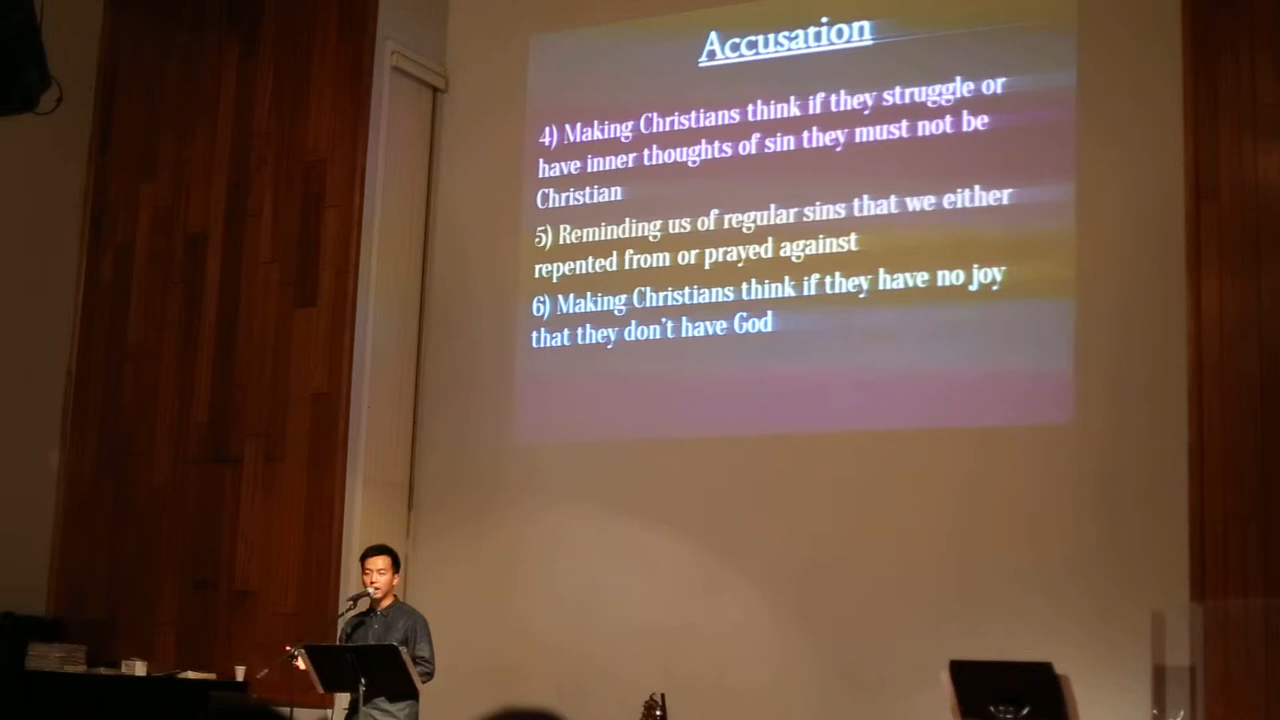 Accusation
4) Making Christians think if they struggle or
have inner thoughts of sin they must not be
Christian
5) Reminding us of regular sins that we either
repented from or prayed against
6) Making Christians think if they have no joy
that they don't have God